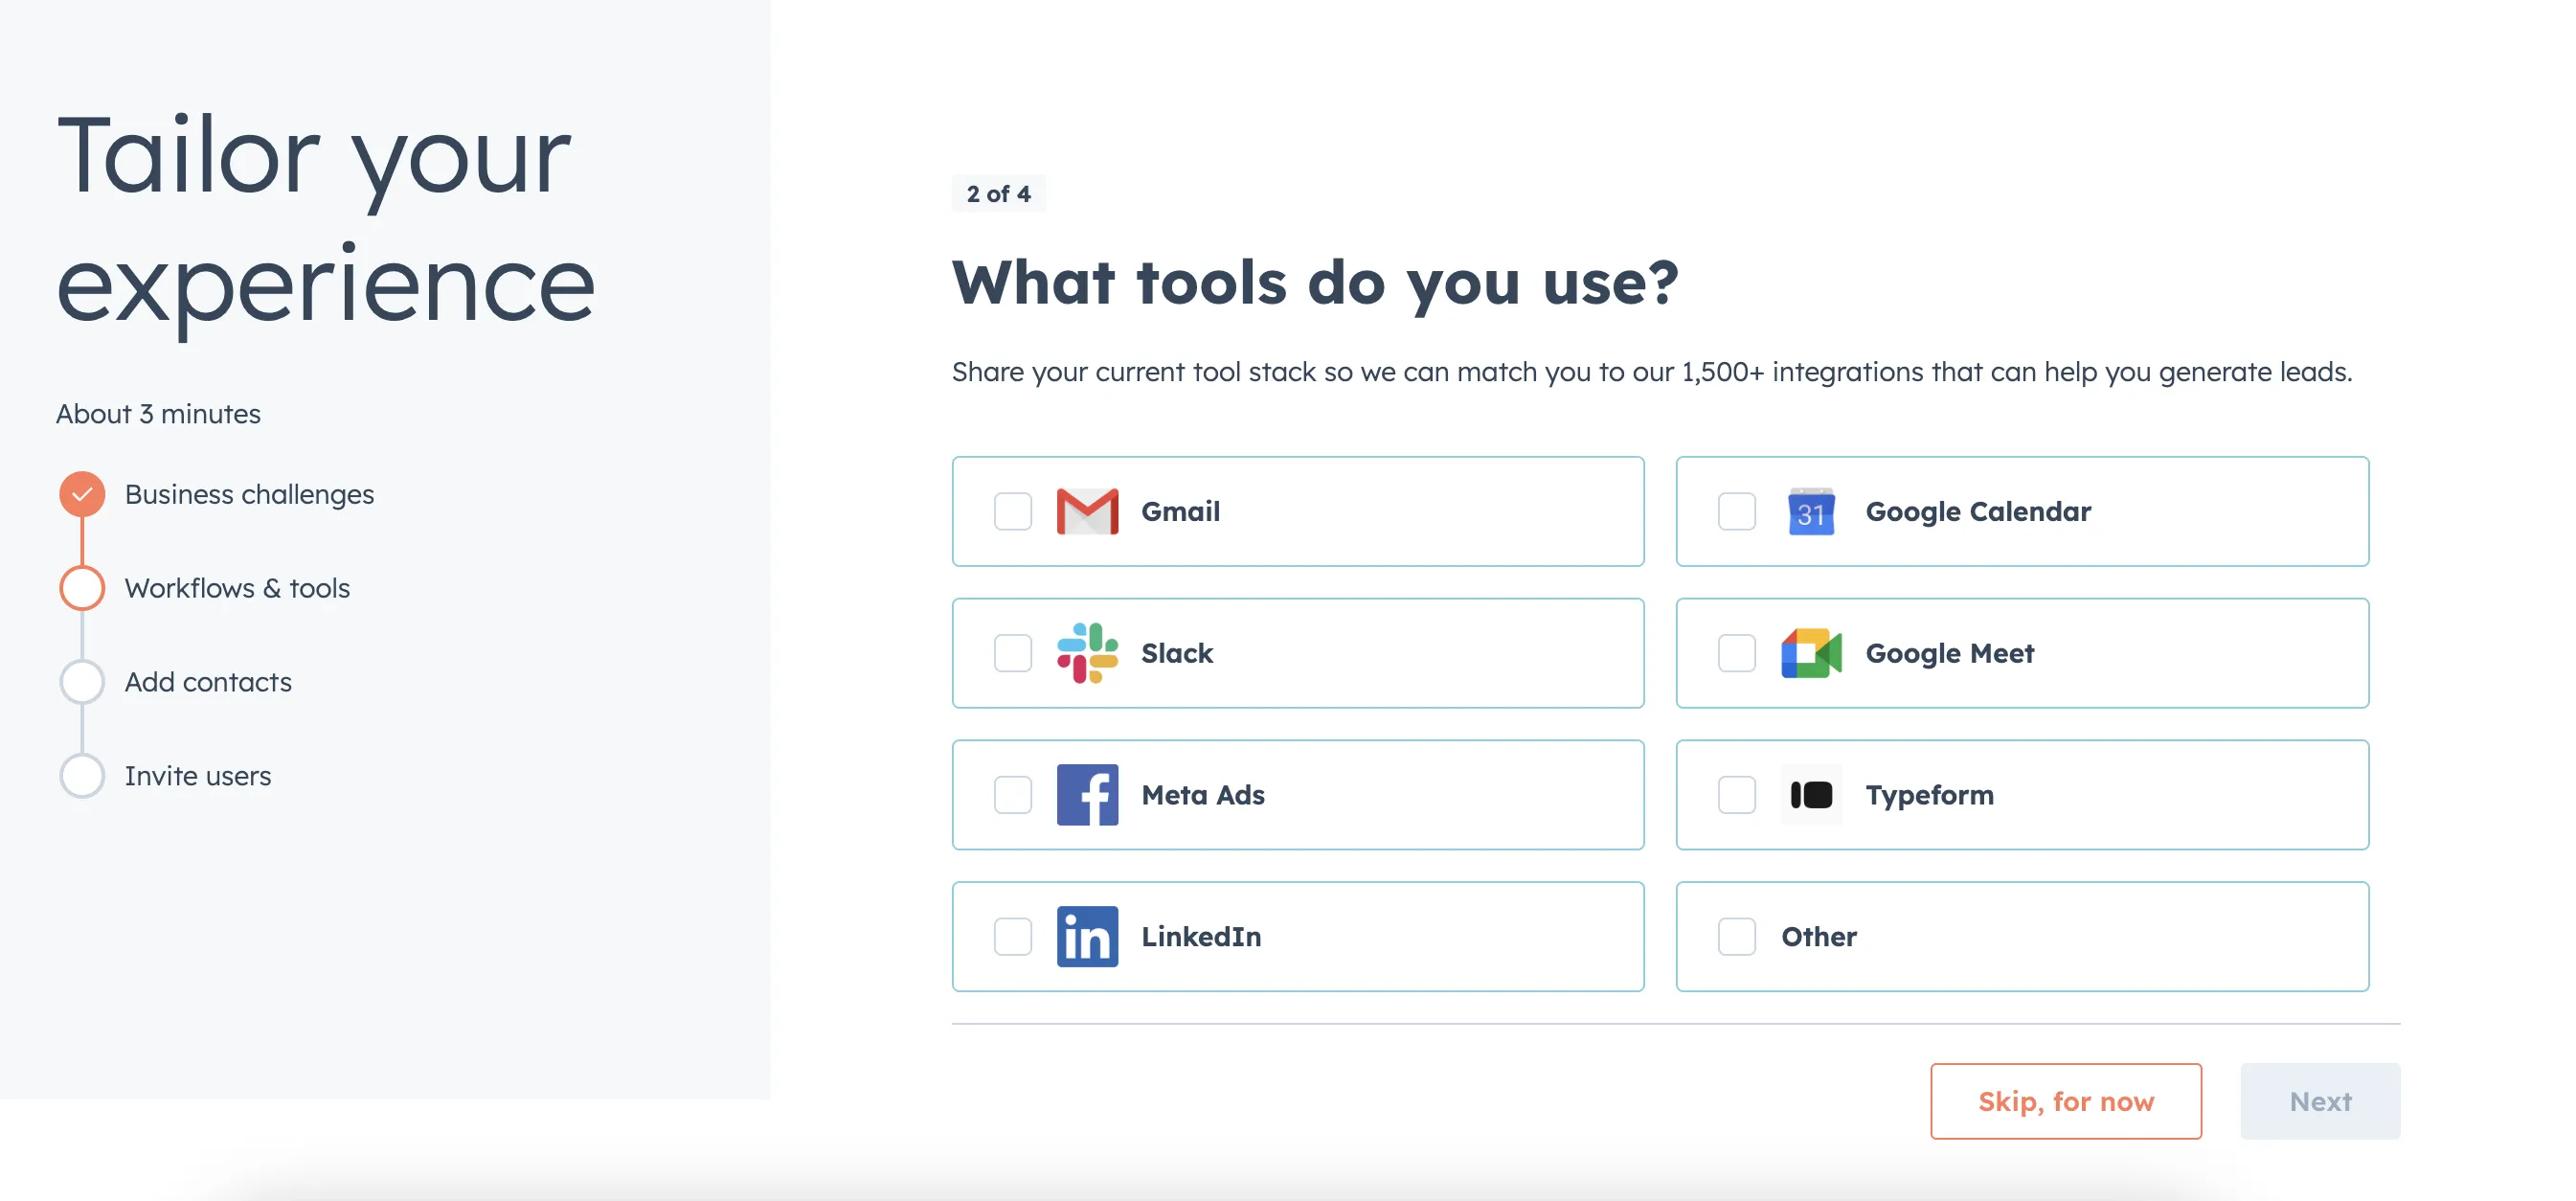 Tailor your
experience
About 3 minutes
Business challenges
Workflows & tools
Add contacts
Invite users
2 of 4
What tools do you use?
Share your current tool stack so we can match you to our 1,500+ integrations that can help you generate leads.
Gmail
31
Google Calendar
Slack
Google Meet
f
Meta Ads
Typeform
in
LinkedIn
Other
Skip, for now
Next